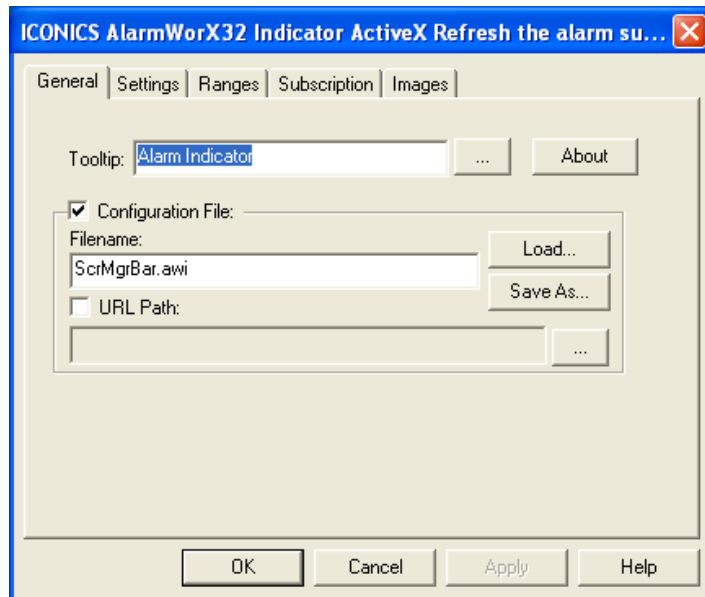 ICONICS AlarmWorX32 Indicator ActiveX Refresh the alarm su...
General Settings Ranges Subscription Images
Tooltip: Alarm Indicator ... About
Configuration File:
Filename:
Load...
ScrMgrBar.awi
Save As...
URL Path:
...
OK Cancel Apply Help